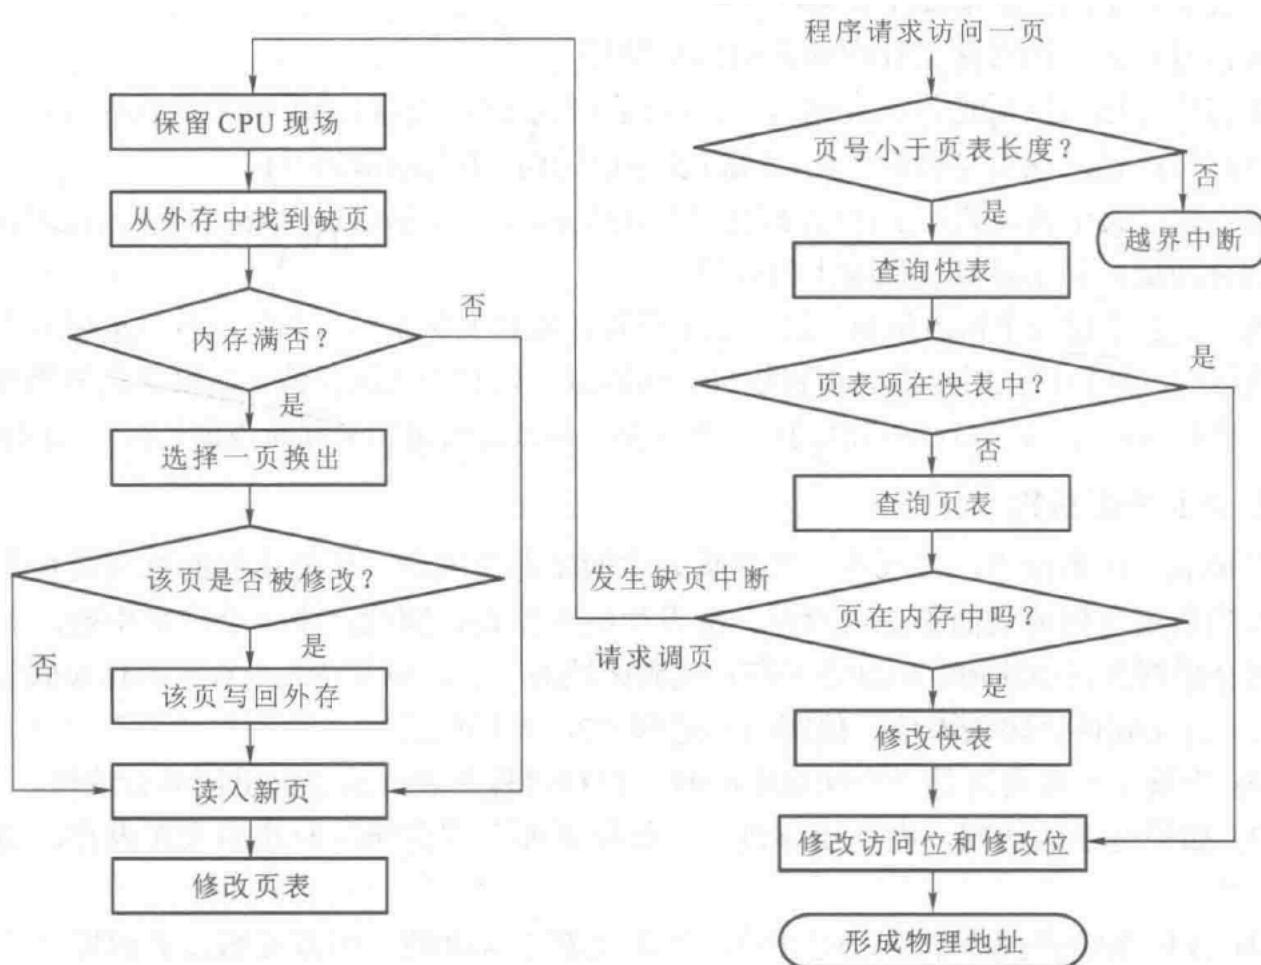 程序请求访问一页
页号小于页表长度？
否
越界中断
是
查询快表
页表项在快表中？
是
否
查询页表
页在内存中吗？
发生缺页中断
请求调页
是
修改快表
修改访问位和修改位
形成物理地址
保留CPU现场
从外存中找到缺页
内存满否？
否
是
选择一页换出
该页是否被修改？
否
是
该页写回外存
读入新页
修改页表